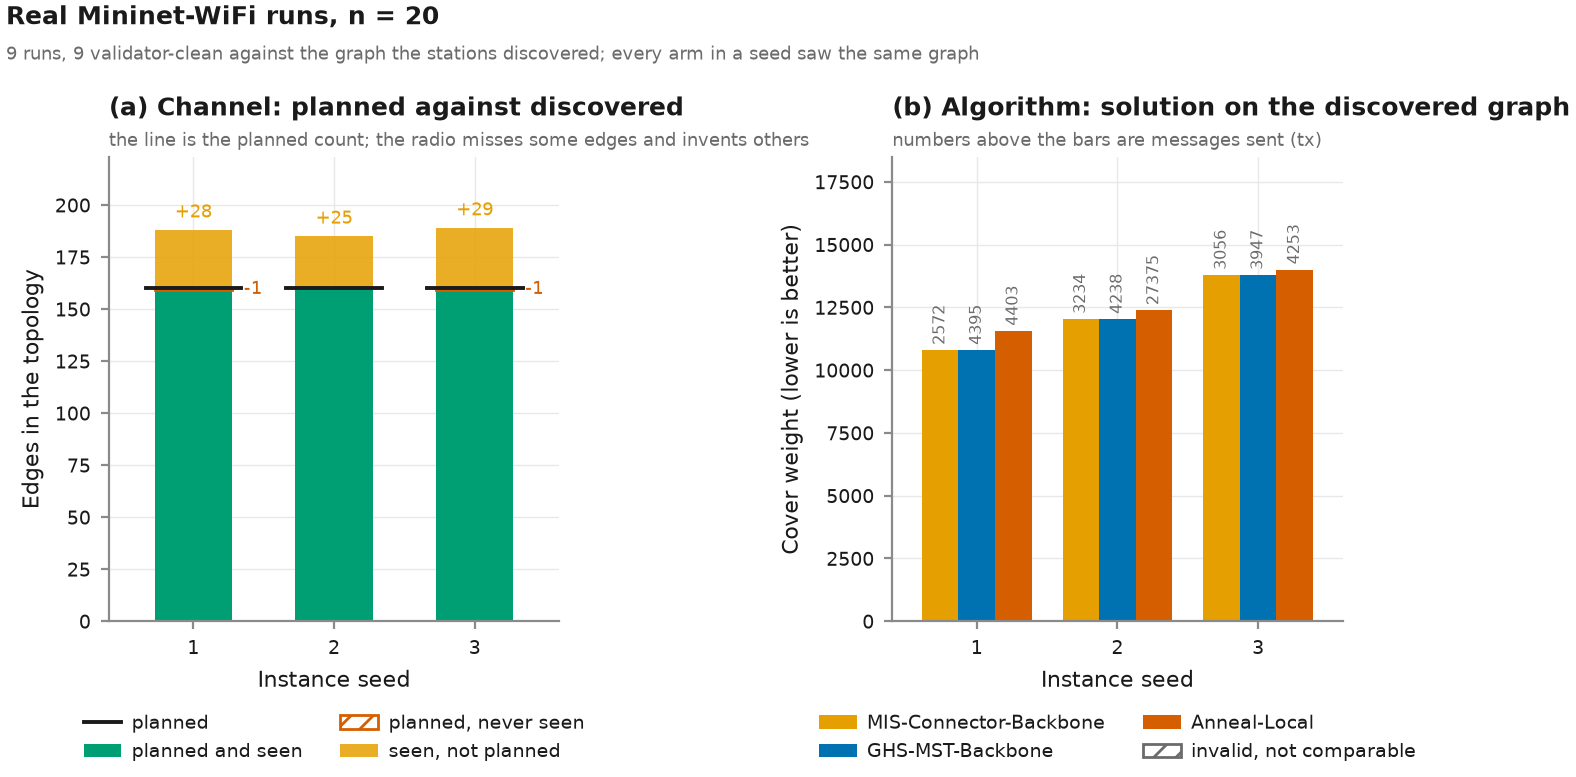 Real Mininet-WiFi runs, n = 20
9 runs, 9 validator-clean against the graph the stations discovered; every arm in a seed saw the same graph
(a) Channel: planned against discovered
the line is the planned count; the radio misses some edges and invents others
Edges in the topology
200
175
150
125
100
75
50
25
0
+28
+25
+29
-1
-1
1
2
3
Instance seed
planned
planned and seen
planned, never seen
seen, not planned
(b) Algorithm: solution on the discovered graph
numbers above the bars are messages sent (tx)
Cover weight (lower is better)
17500
15000
12500
10000
7500
5000
2500
0
2572
4395
4403
3234
4238
27375
3056
3947
4253
1
2
3
Instance seed
MIS-Connector-Backbone
GHS-MST-Backbone
Anneal-Local
invalid, not comparable